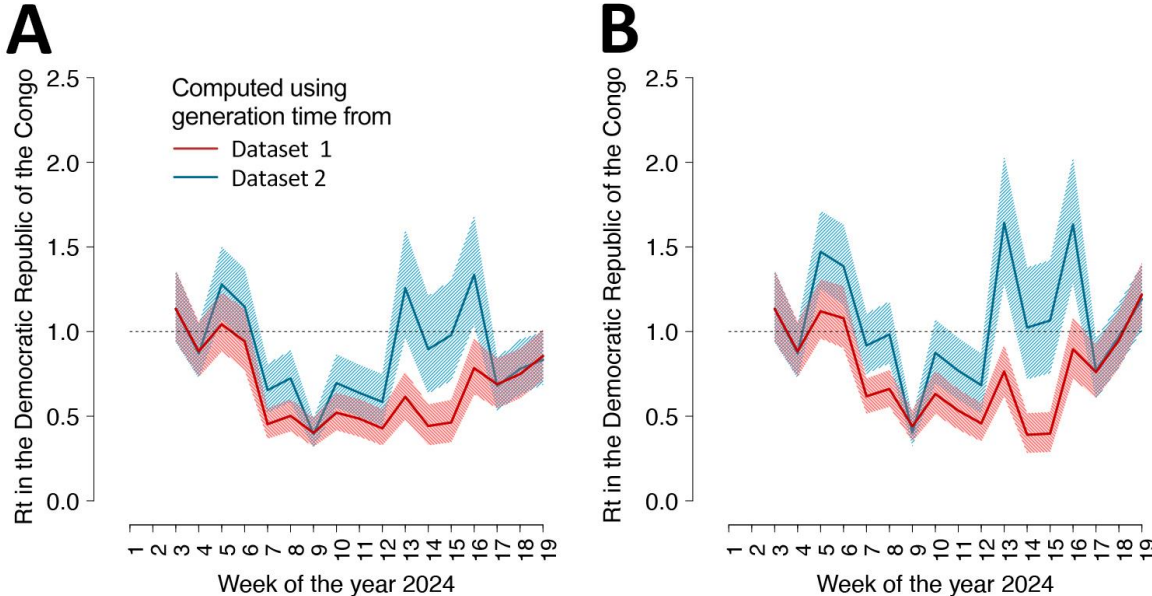 A
Rt in the Democratic Republic of the Congo
2.5
2.0
1.5
1.0
0.5
0.0
Computed using
generation time from
Dataset 1
Dataset 2
1 2 3 4 5 6 7 8 9 10 11 12 13 14 15 16 17 18 19
Week of the year 2024
B
Rt in the Democratic Republic of the Congo
2.5
2.0
1.5
1.0
0.5
0.0
1 2 3 4 5 6 7 8 9 10 11 12 13 14 15 16 17 18 19
Week of the year 2024